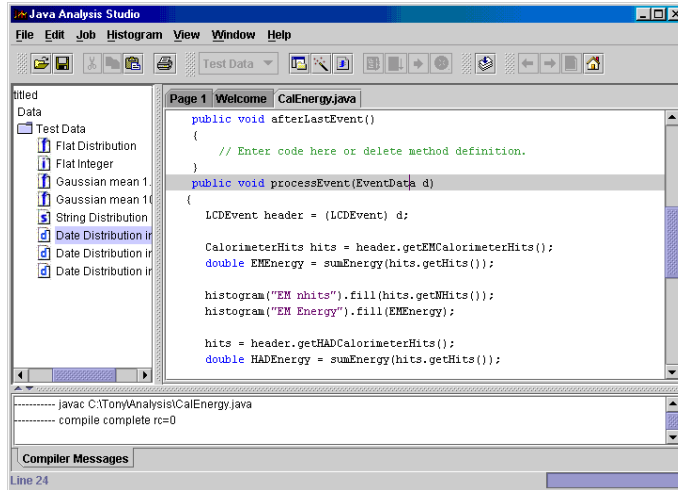 Java Analysis Studio
File Edit Job Histogram View Window Help
Test Data
titled
Data
Test Data
Flat Distribution
Flat Integer
Gaussian mean 1.
Gaussian mean 10
String Distribution
Date Distribution in
Date Distribution in
Date Distribution in
Page 1 Welcome CalEnergy.java
public void afterLastEvent()
{
// Enter code here or delete method definition.
}
public void processEvent(EventData d)
{
LCDEvent header = (LCDEvent) d;
CalorimeterHits hits = header.getEMCalorimeterHits();
double EMEnergy = sumEnergy(hits.getHits());
histogram("EM nhits").fill(hits.getNHits());
histogram("EM Energy").fill(EMEnergy);
hits = header.getHADCalorimeterHits();
double HADEnergy = sumEnergy(hits.getHits());
---------- javac C:\Tony\Analysis\CalEnergy.java
---------- compile complete rc=0
Compiler Messages
Line 24